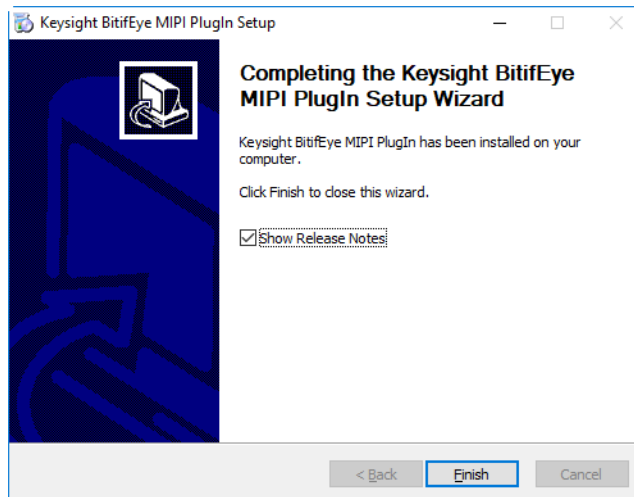 Keysight BitifEye MIPI PlugIn Setup
Completing the Keysight BitifEye
MIPI PlugIn Setup Wizard
Keysight BitifEye MIPI PlugIn has been installed on your
computer.
Click Finish to close this wizard.
Show Release Notes
< Back
Finish
Cancel